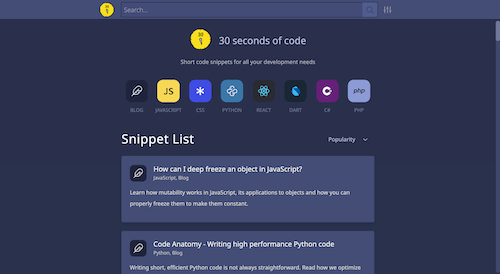 Search...
30 seconds of code
Short code snippets for all your development needs
JS
php
BLOG JAVASCRIPT CSS PYTHON REACT DART C# PHP
Snippet List
Popularity
How can I deep freeze an object in JavaScript?
JavaScript, Blog
Learn how mutability works in JavaScript, its applications to objects and how you can
properly freeze them to make them constant.
Code Anatomy - Writing high performance Python code
Python, Blog
Writing short, efficient Python code is not always straightforward. Read how we optimize